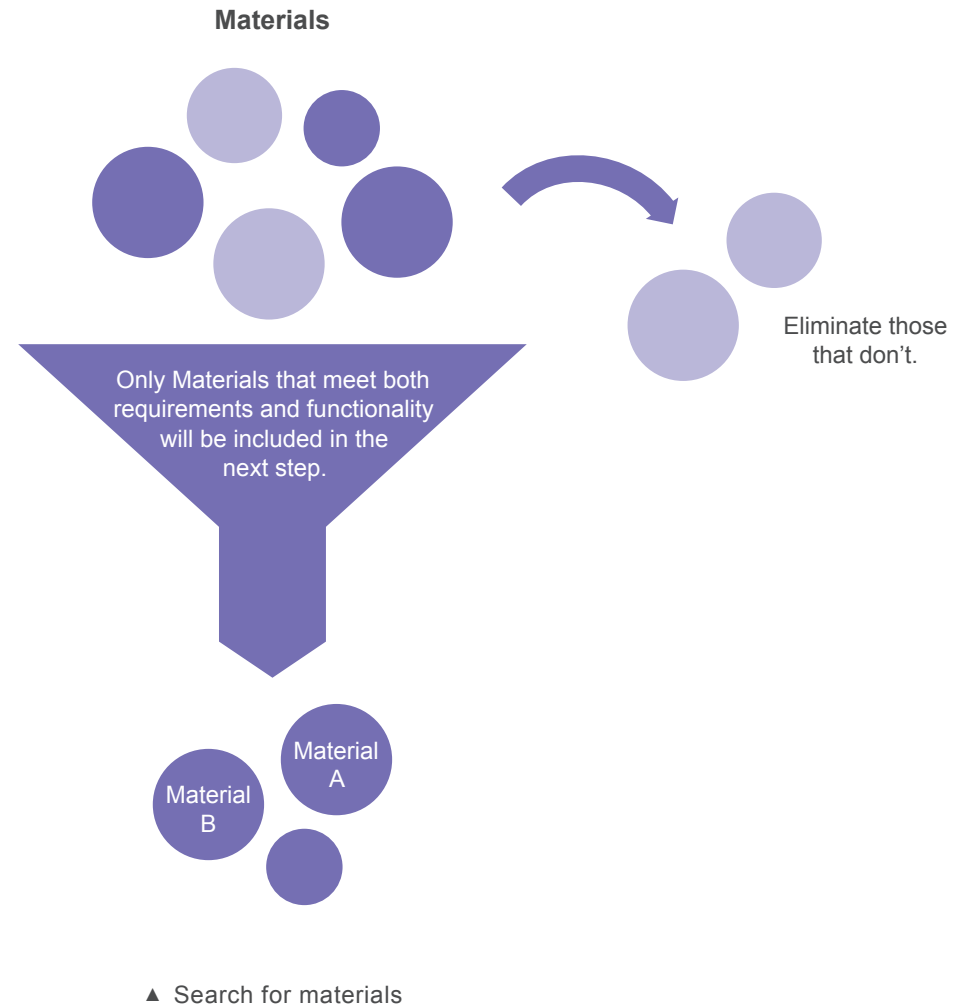 Materials
Eliminate those
that don’t.
Only Materials that meet both
requirements and functionality
will be included in the
next step.
Material
A
Material
B
▲ Search for materials